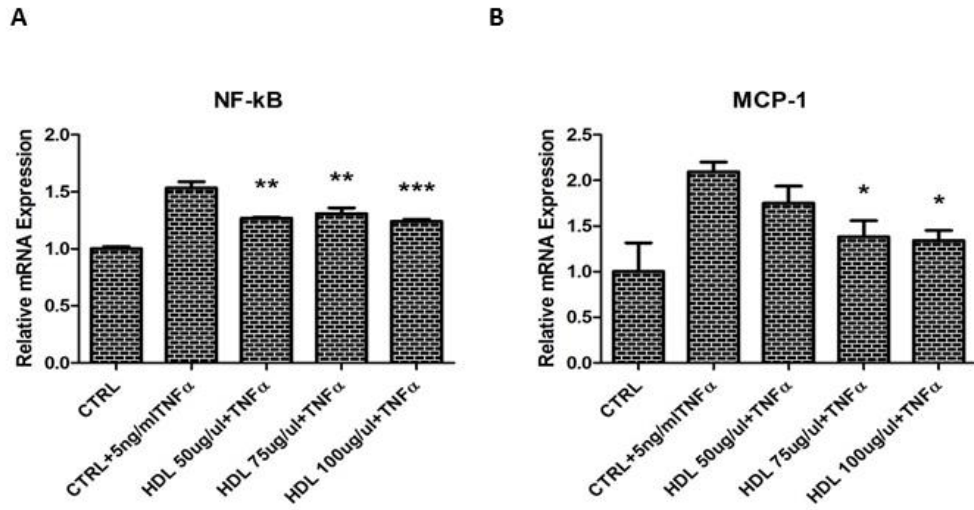 A
B
NF-kB
MCP-1
Relative mRNA Expression
2.0
1.5
1.0
0.5
0.0
**
**
***
CTRL
CTRL+5ng/mlTNFα
HDL 50ug/ul+TNFα
HDL 75ug/ul+TNFα
HDL 100ug/ul+TNFα
Relative mRNA Expression
2.5
2.0
1.5
1.0
0.5
0.0
*
*
CTRL
CTRL+5ng/mlTNFα
HDL 50ug/ul+TNFα
HDL 75ug/ul+TNFα
HDL 100ug/ul+TNFα